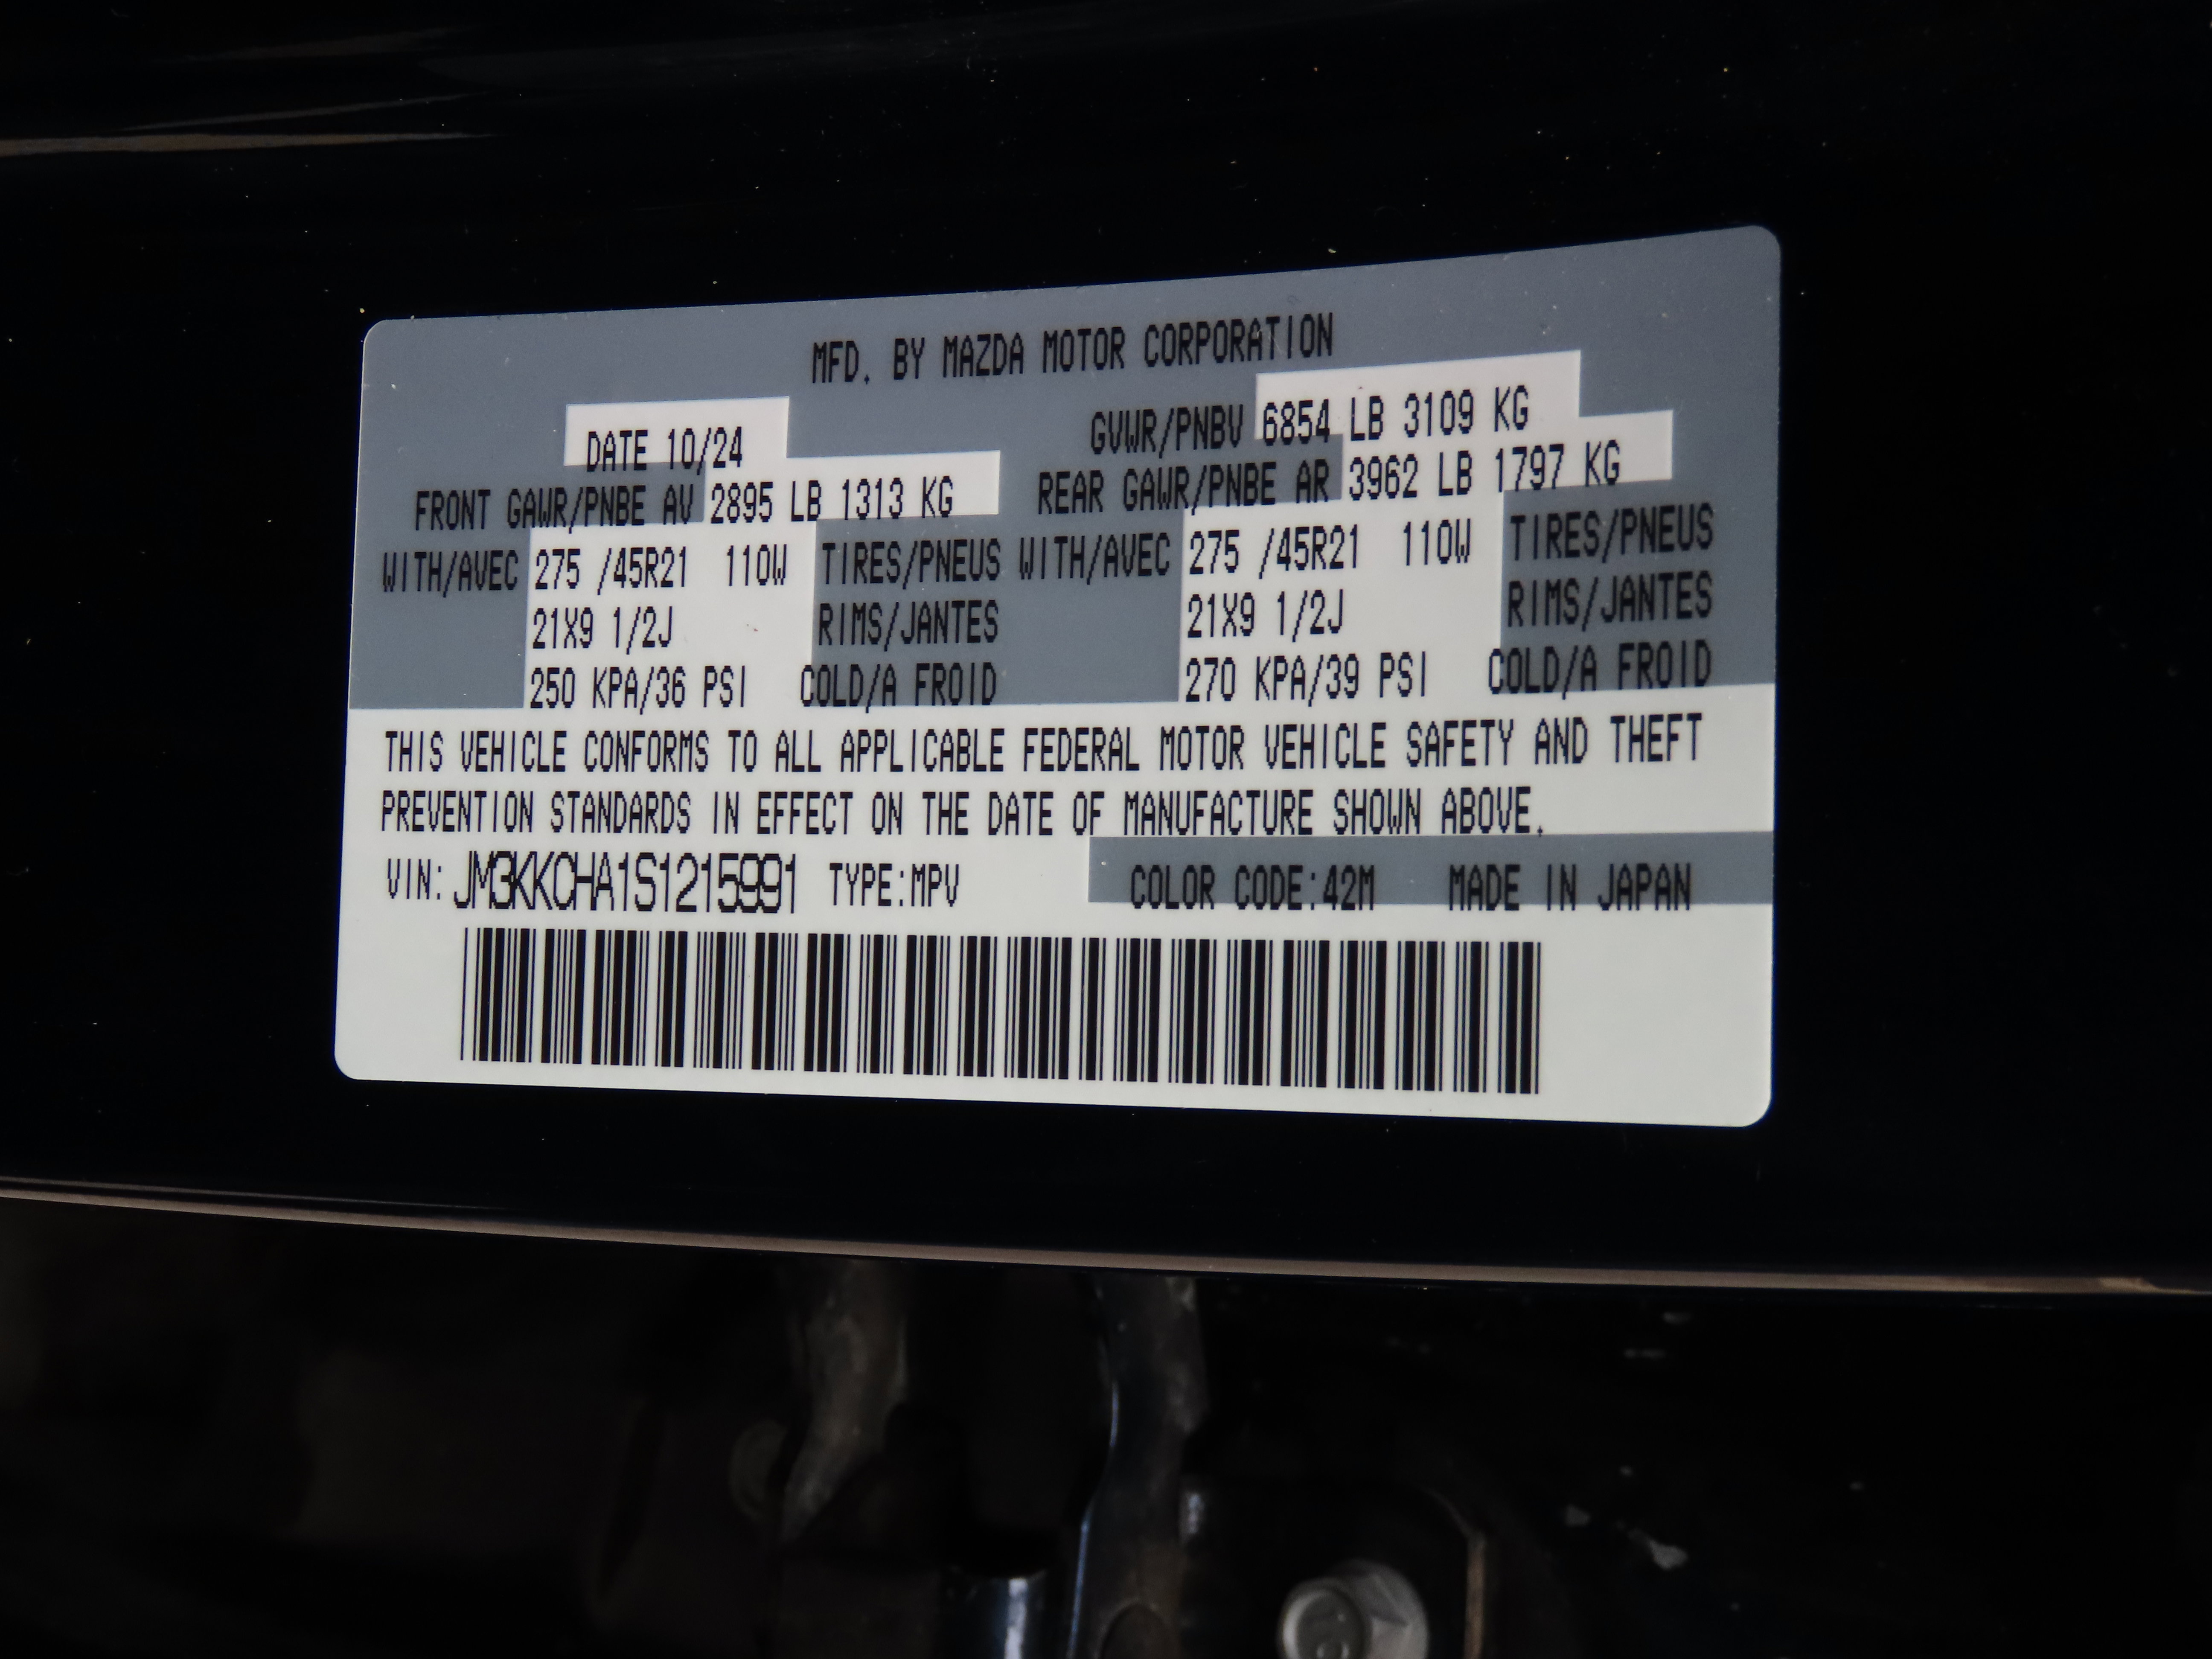 MFD. BY MAZDA MOTOR CORPORATION
DATE 10/24 GVWR/PNBV 6854 LB 3109 KG
FRONT GAWR/PNBE AV 2895 LB 1313 KG REAR GAWR/PNBE AR 3962 LB 1797 KG
WITH/AVEC 275 /45R21 110W TIRES/PNEUS WITH/AVEC 275 /45R21 110W TIRES/PNEUS
21X9 1/2J RIMS/JANTES 21X9 1/2J RIMS/JANTES
250 KPA/36 PSI COLD/A FROID 270 KPA/39 PSI COLD/A FROID
THIS VEHICLE CONFORMS TO ALL APPLICABLE FEDERAL MOTOR VEHICLE SAFETY AND THEFT
PREVENTION STANDARDS IN EFFECT ON THE DATE OF MANUFACTURE SHOWN ABOVE.
VIN: JM3KKCHA1S1215991 TYPE:MPV COLOR CODE:42M MADE IN JAPAN